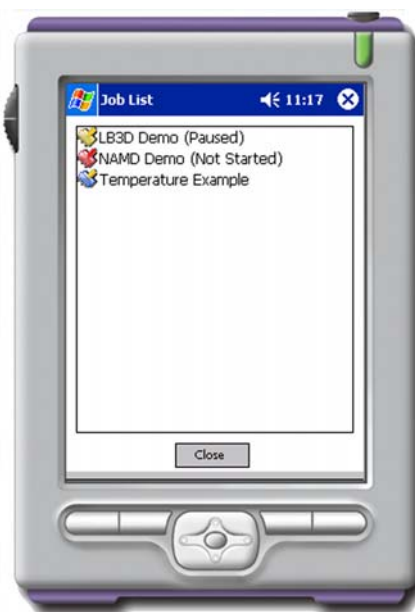 Job List 11:17
LB3D Demo (Paused)
NAMD Demo (Not Started)
Temperature Example
Close